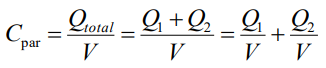 C_par = Q_total / V = (Q_1 + Q_2) / V = Q_1 / V + Q_2 / V